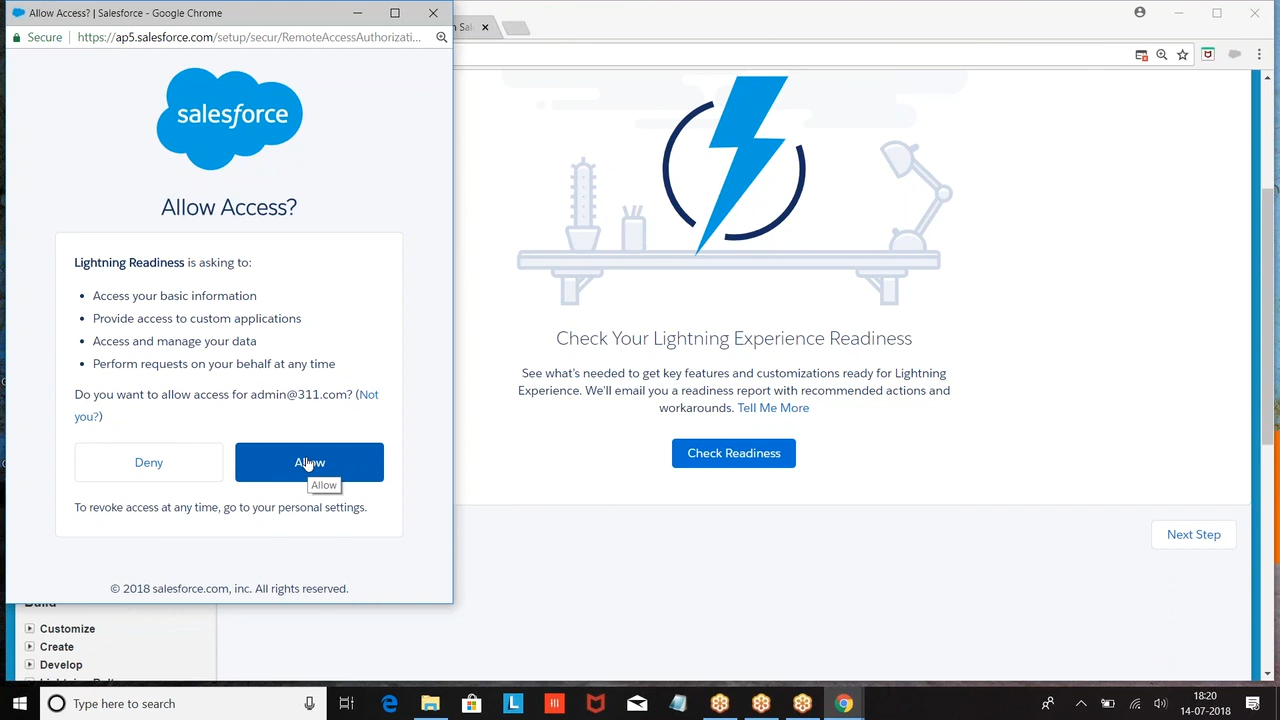 Allow Access? | Salesforce - Google Chrome
Secure
https://ap5.salesforce.com/setup/secur/RemoteAccessAuthorizati...
salesforce
Allow Access?
Lightning Readiness is asking to:
• Access your basic information
• Provide access to custom applications
• Access and manage your data
• Perform requests on your behalf at any time
Do you want to allow access for admin@311.com? (Not
you?)
Deny
Allow
Allow
To revoke access at any time, go to your personal settings.
© 2018 salesforce.com, inc. All rights reserved.
Check Your Lightning Experience Readiness
See what's needed to get key features and customizations ready for Lightning
Experience. We'll email you a readiness report with recommended actions and
workarounds. Tell Me More
Check Readiness
Next Step
Build
Customize
Create
Develop
Type here to search
18:20
14-07-2018